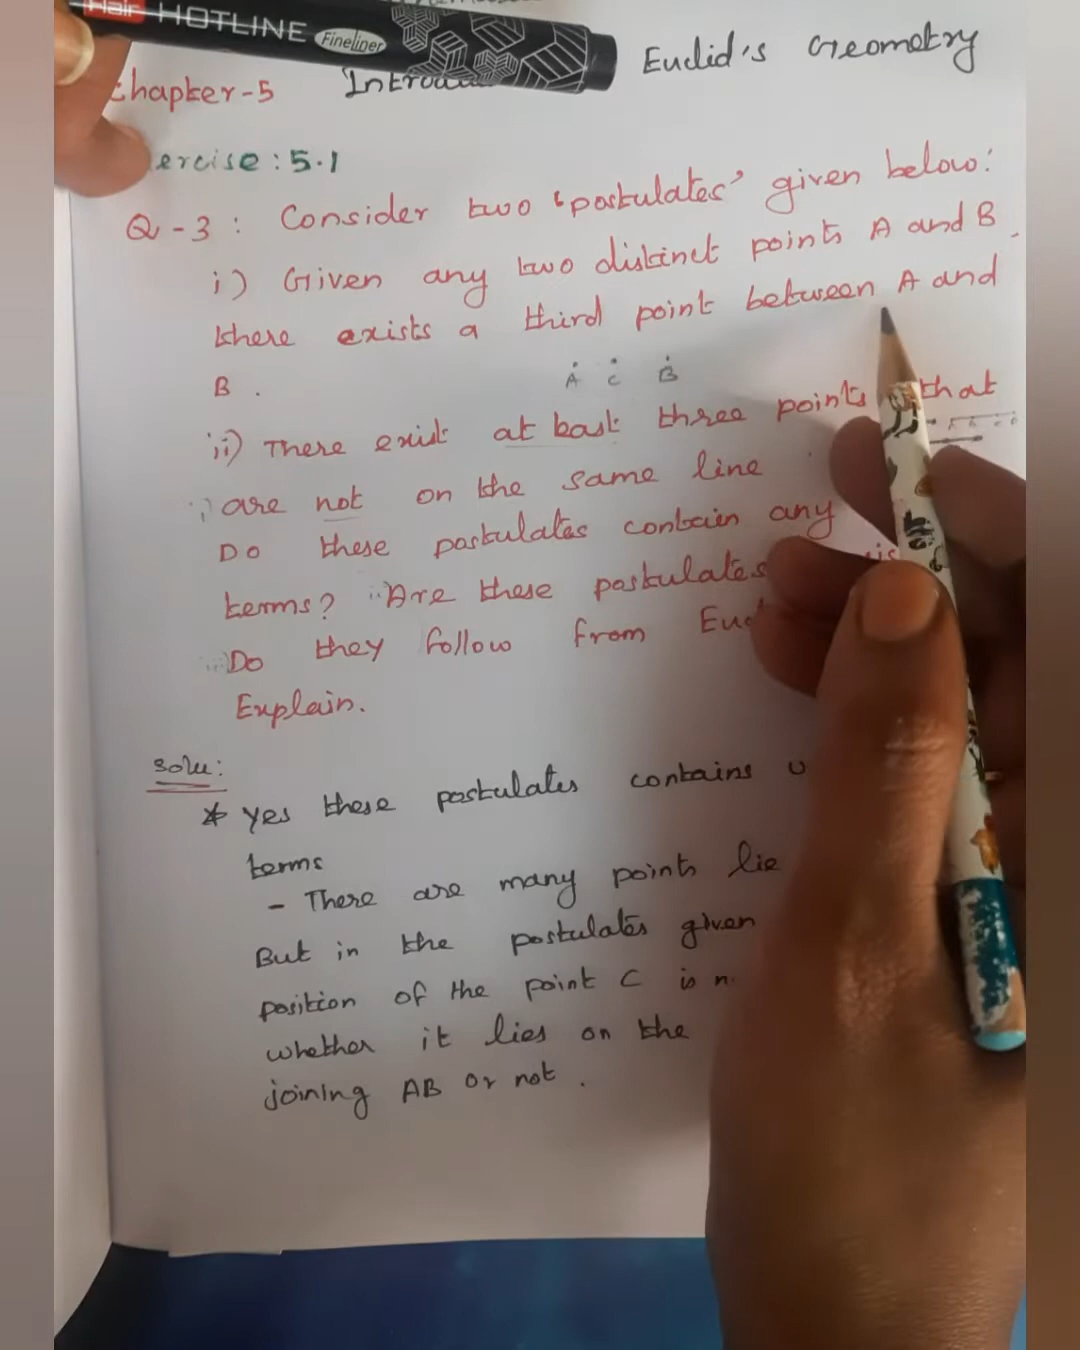 Hair HOTLINE Fineliner
Chapter-5 Euclid's Geometry
ercise : 5.1
Q-3 : Consider two 'postulates' given below:
i) Given any two distinct points A and B
there exists a third point between A and
B .
A C B
ii) There exist at least three points that
are not on the same line
Do these postulates contain any
terms? Are these postulates
Do they follow from
Explain.
Solu:
* Yes these postulates contains
terms
- There are many points lie
But in the postulates given
position of the point C is
whether it lies on the
joining AB or not .